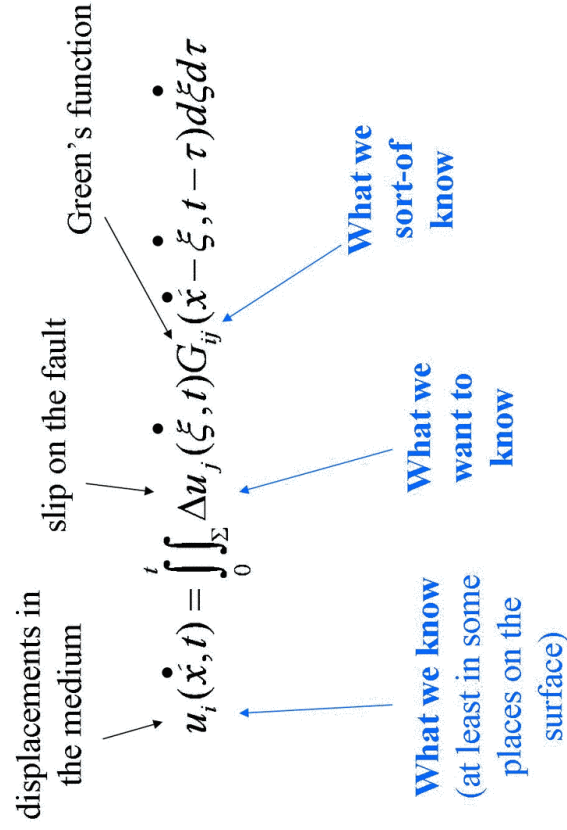 displacements in
the medium
slip on the fault
Green's function
u_i(ẋ, t) = ∫_0^t ∫∫_Σ Δu_j(ξ̇, t)G_ij(ẋ − ξ̇, t − τ)dξ̇dτ
What we know
(at least in some
places on the
surface)
What we
want to
know
What we
sort-of
know